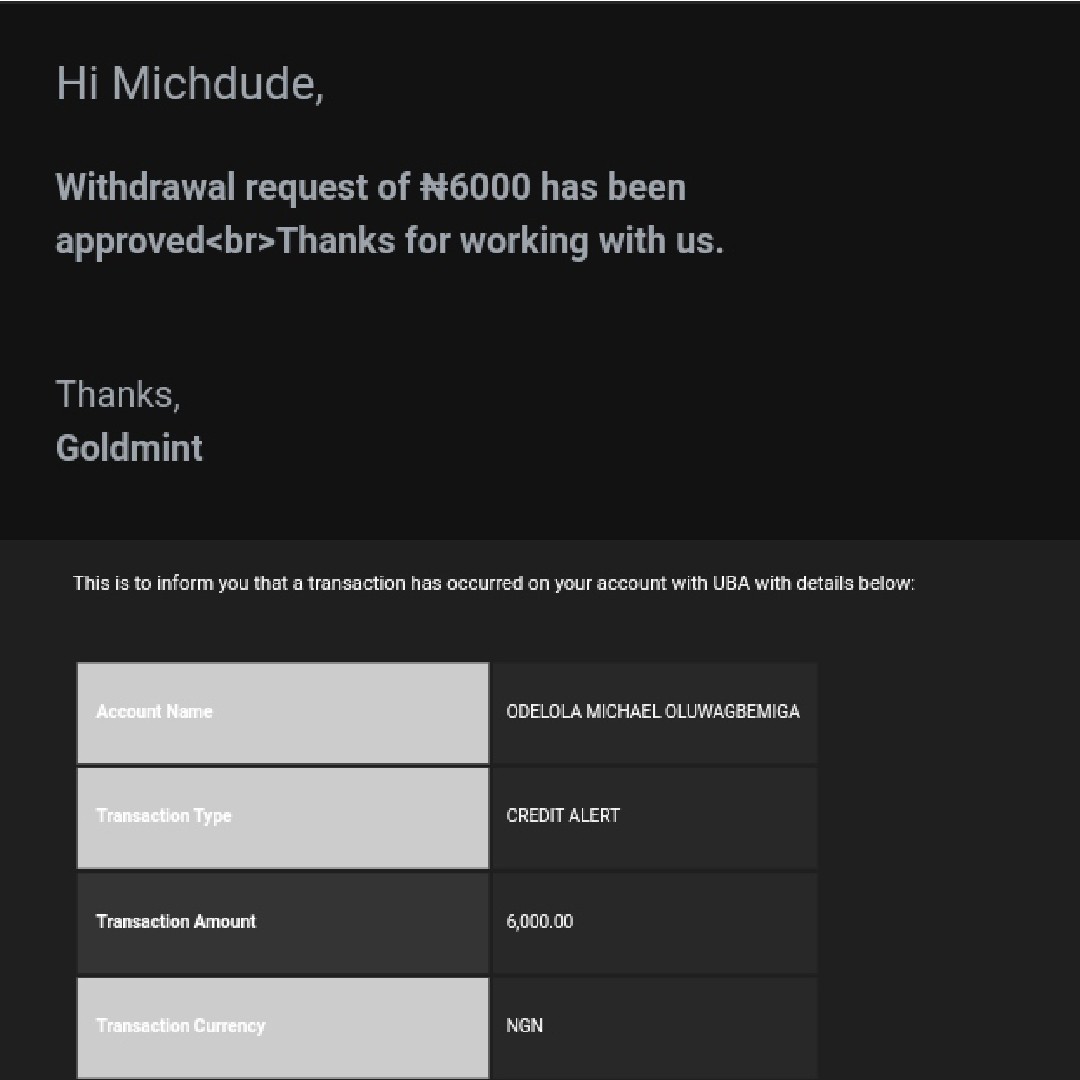 Hi Michdude,
Withdrawal request of ₦6000 has been
approved<br>Thanks for working with us.
Thanks,
Goldmint
This is to inform you that a transaction has occurred on your account with UBA with details below:
Account Name ODELOLA MICHAEL OLUWAGBEMIGA
Transaction Type CREDIT ALERT
Transaction Amount 6,000.00
Transaction Currency NGN